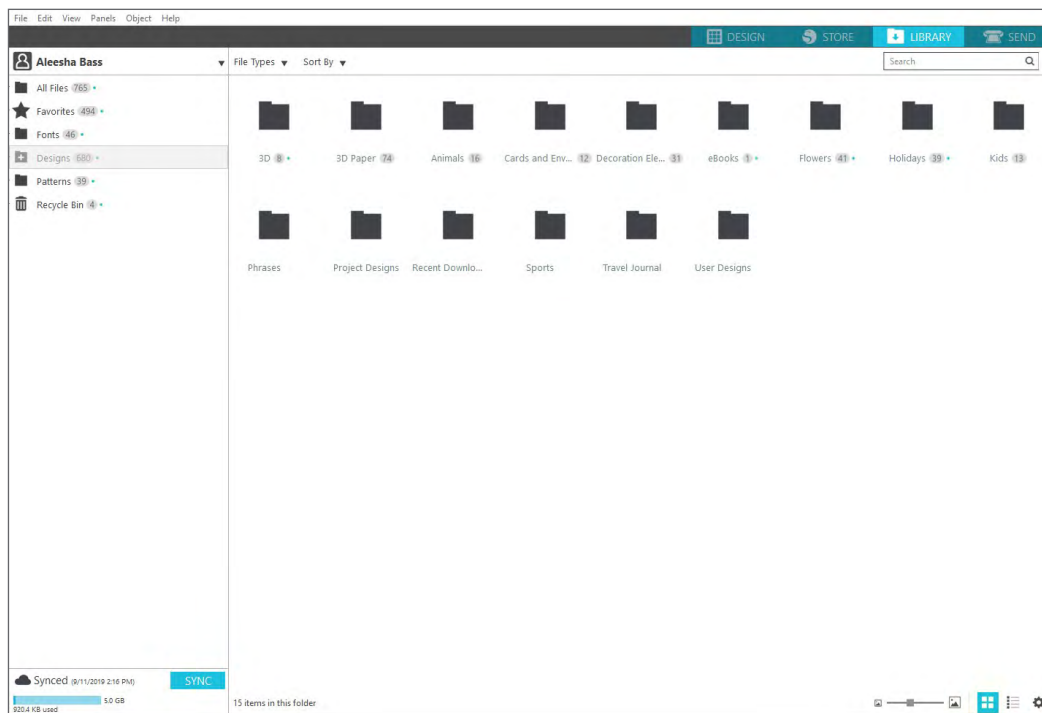 File Edit View Panels Object Help
DESIGN STORE LIBRARY SEND
Aleesha Bass ▼ File Types ▼ Sort By ▼ Search
All Files 765
Favorites 494
Fonts 46
Designs 680
Patterns 39
Recycle Bin 4
3D 8 3D Paper 74 Animals 16 Cards and Env... 12 Decoration Ele... 31 eBooks 1 Flowers 41 Holidays 39 Kids 13
Phrases Project Designs Recent Downlo... Sports Travel Journal User Designs
Synced (9/11/2019 2:16 PM) SYNC
5.0 GB
920.4 KB used
15 items in this folder